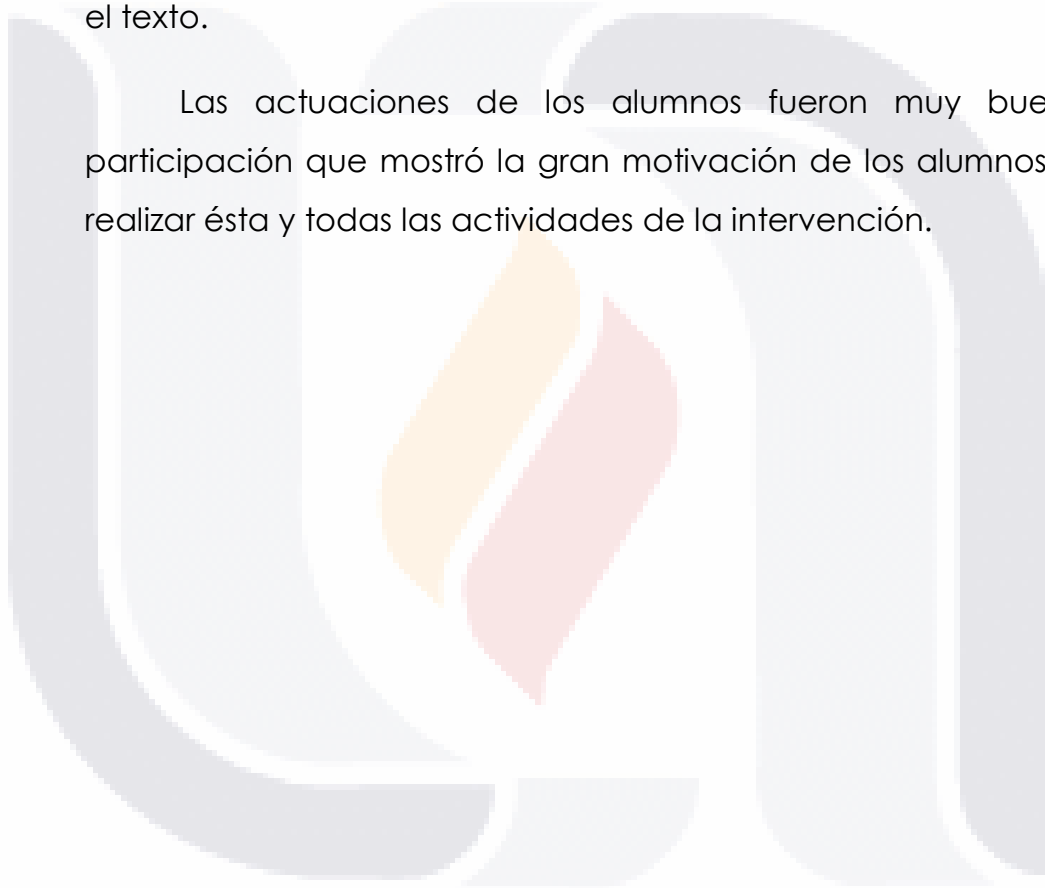 el texto.
Las actuaciones de los alumnos fueron muy bue
participación que mostró la gran motivación de los alumnos
realizar ésta y todas las actividades de la intervención.